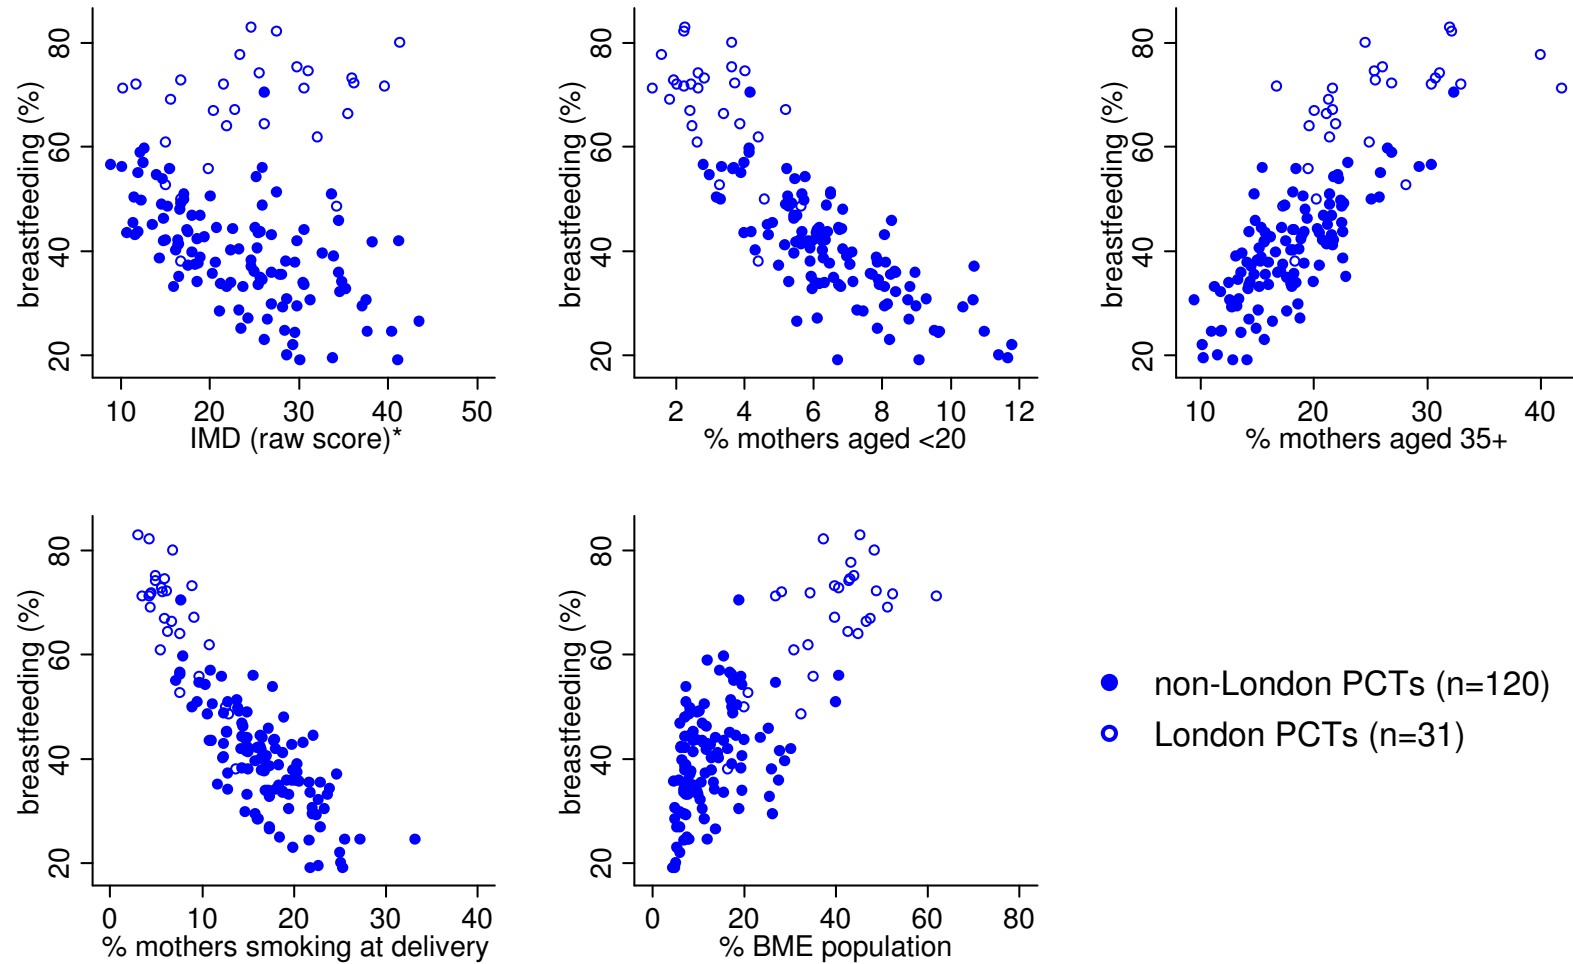 breastfeeding (%)
80
60
40
20
10 20 30 40 50
IMD (raw score)*
breastfeeding (%)
80
60
40
20
2 4 6 8 10 12
% mothers aged <20
breastfeeding (%)
80
60
40
20
10 20 30 40
% mothers aged 35+
breastfeeding (%)
80
60
40
20
0 10 20 30 40
% mothers smoking at delivery
breastfeeding (%)
80
60
40
20
0 20 40 60 80
% BME population
non-London PCTs (n=120)
London PCTs (n=31)